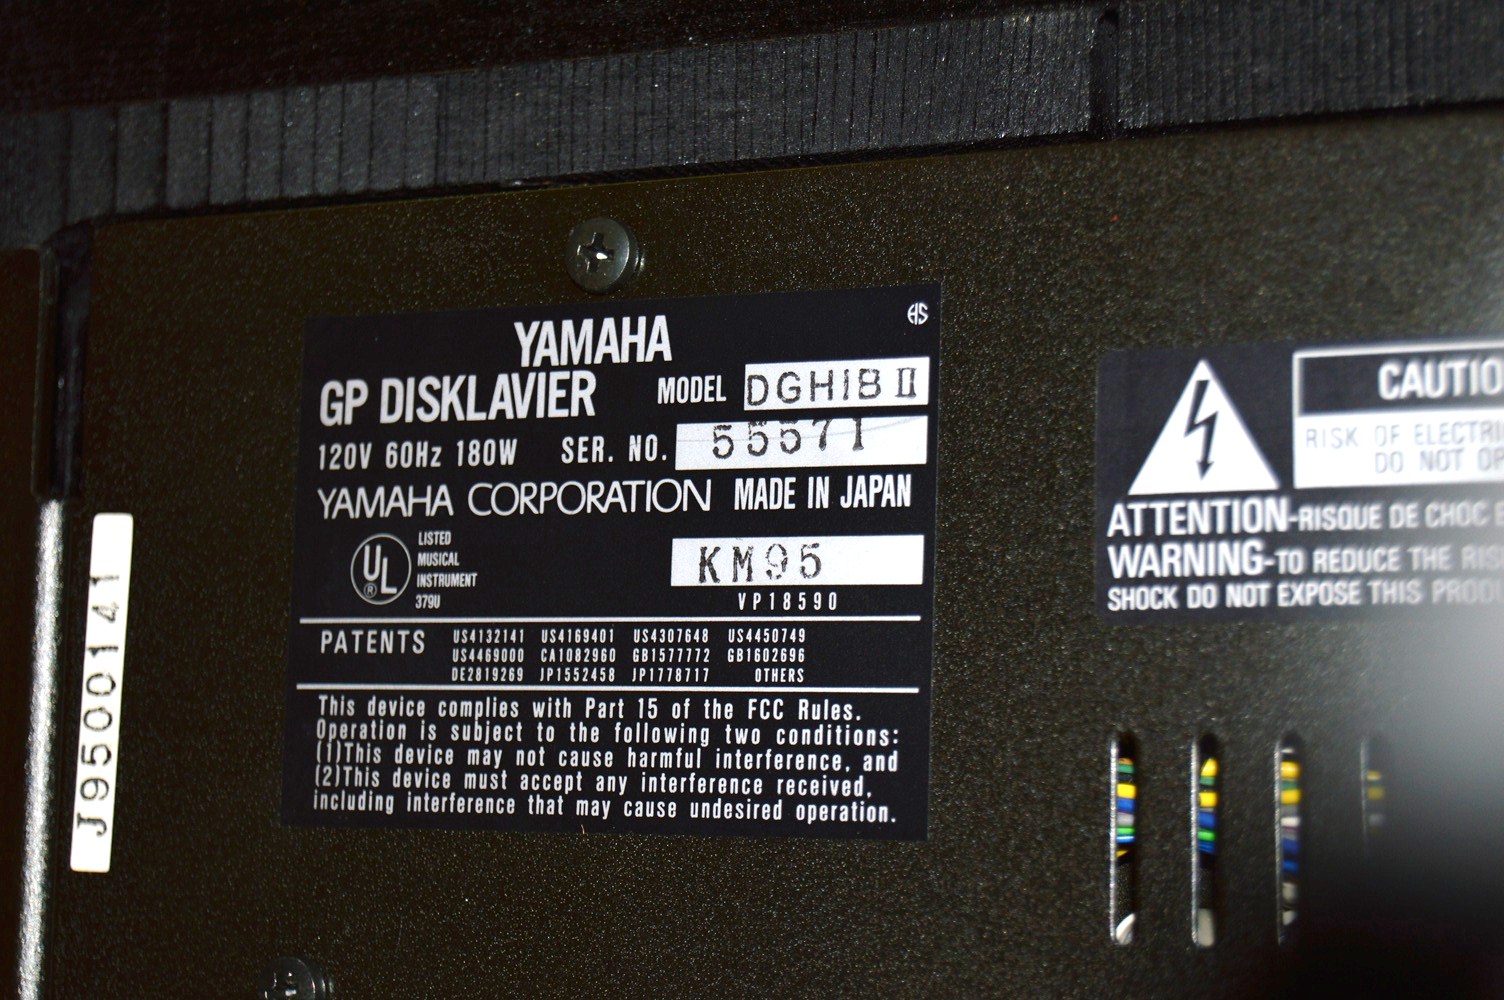 YAMAHA
GP DISKLAVIER MODEL DGH1B II
120V 60Hz 180W SER. NO. 55571
YAMAHA CORPORATION MADE IN JAPAN
UL ®
LISTED
MUSICAL
INSTRUMENT
379U
KM95
VP18590
PATENTS US4132141 US4169401 US4307648 US4450749
US4469000 CA1082960 GB1577772 GB1602696
DE2819269 JP1552458 JP1778717 OTHERS
This device complies with Part 15 of the FCC Rules.
Operation is subject to the following two conditions:
(1)This device may not cause harmful interference, and
(2)This device must accept any interference received,
including interference that may cause undesired operation.
J9500141
CAUTIO
RISK OF ELECTRI
DO NOT OP
ATTENTION-RISQUE DE CHOC
WARNING-TO REDUCE THE RIS
SHOCK DO NOT EXPOSE THIS PROD